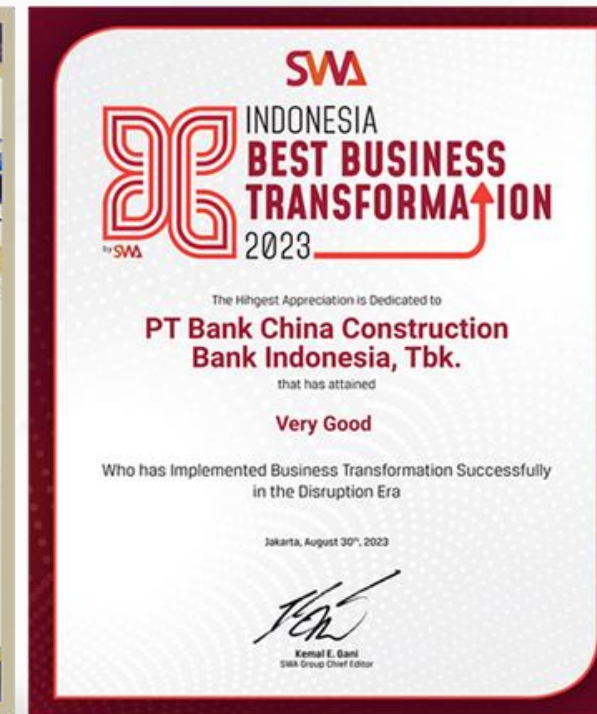 SWA
INDONESIA
BEST BUSINESS
TRANSFORMATION
2023
by SWA
The Hihgest Appreciation is Dedicated to
PT Bank China Construction
Bank Indonesia, Tbk.
that has attained
Very Good
Who has Implemented Business Transformation Successfully
in the Disruption Era
Jakarta, August 30th, 2023
Kemal E. Gani
SWA Group Chief Editor